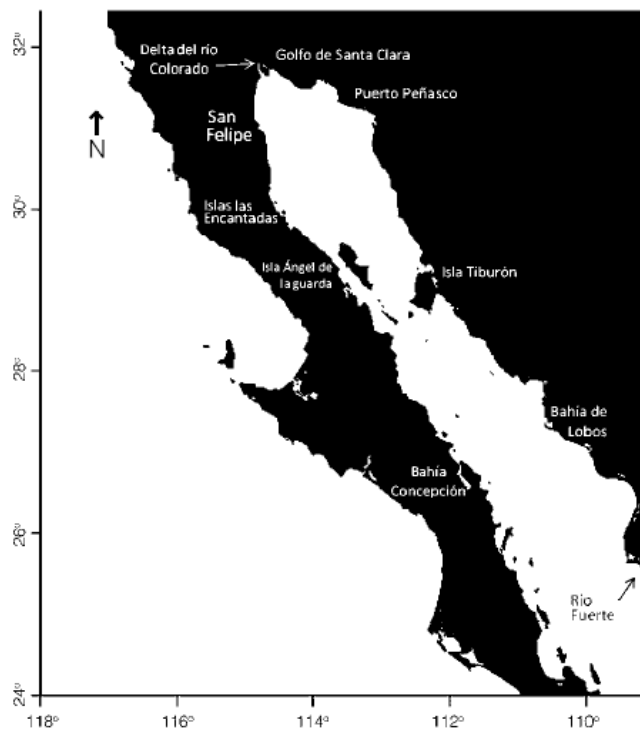 32°
Delta del río
Colorado
Golfo de Santa Clara
Puerto Peñasco
San
Felipe
N
30°
Islas las
Encantadas
Isla Ángel de
la guarda
Isla Tiburón
28°
Bahía de
Lobos
Bahía
Concepción
26°
Río
Fuerte
24°
118°
116°
114°
112°
110°